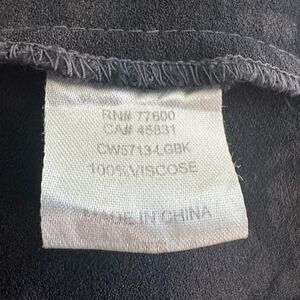 RN# 77600
CA# 45831
CW5713-LGBK
100% VISCOSE
MADE IN CHINA